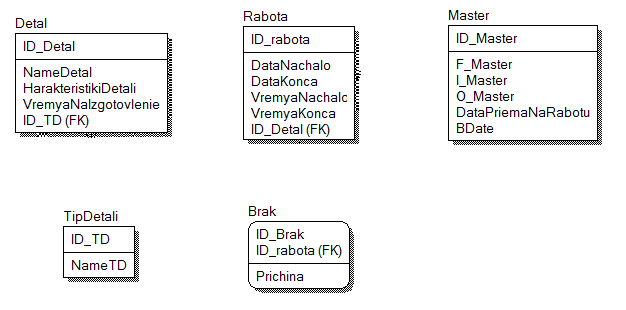 Detal
ID_Detal
NameDetal
HarakteristikiDetali
VremyaNaIzgotovlenie
ID_TD (FK)
Rabota
ID_rabota
DataNachalo
DataKonca
VremyaNachalo
VremyaKonca
ID_Detal (FK)
Master
ID_Master
F_Master
I_Master
O_Master
DataPriemaNaRabotu
BDate
TipDetali
ID_TD
NameTD
Brak
ID_Brak
ID_rabota (FK)
Prichina